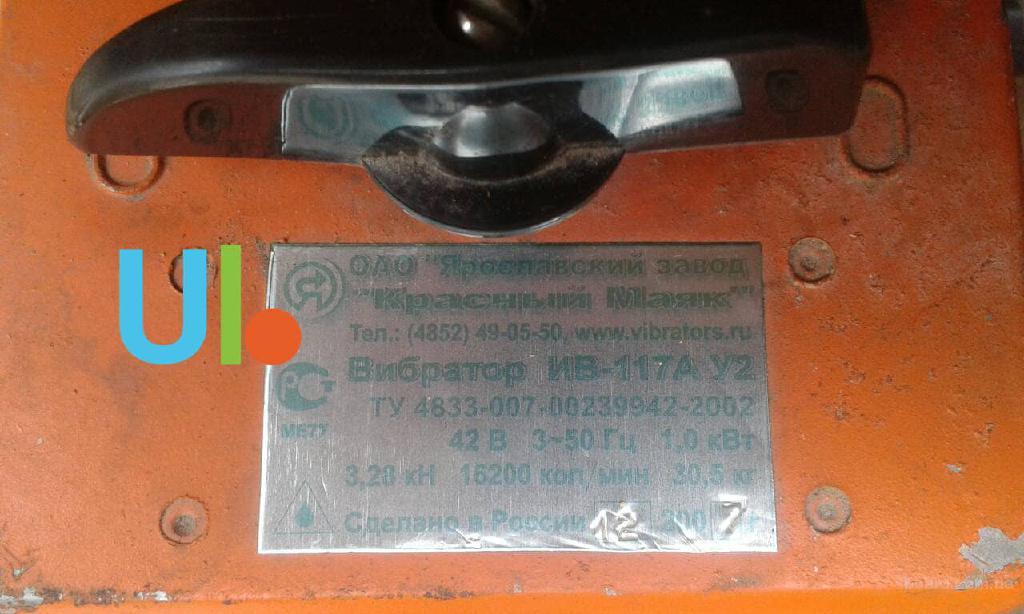 Ul.
ОАО "Ярославский завод
"Красный Маяк"
Тел.: (4852) 49-05-50, www.vibrators.ru
Вибратор ИВ-117А У2
ТУ 4833-007-00239942-2002
МЕ77
42 В 3~50 Гц 1,0 кВт
3,20 кН 16200 кол/мин 30,5 кг
Сделано в России 12 200 7 г